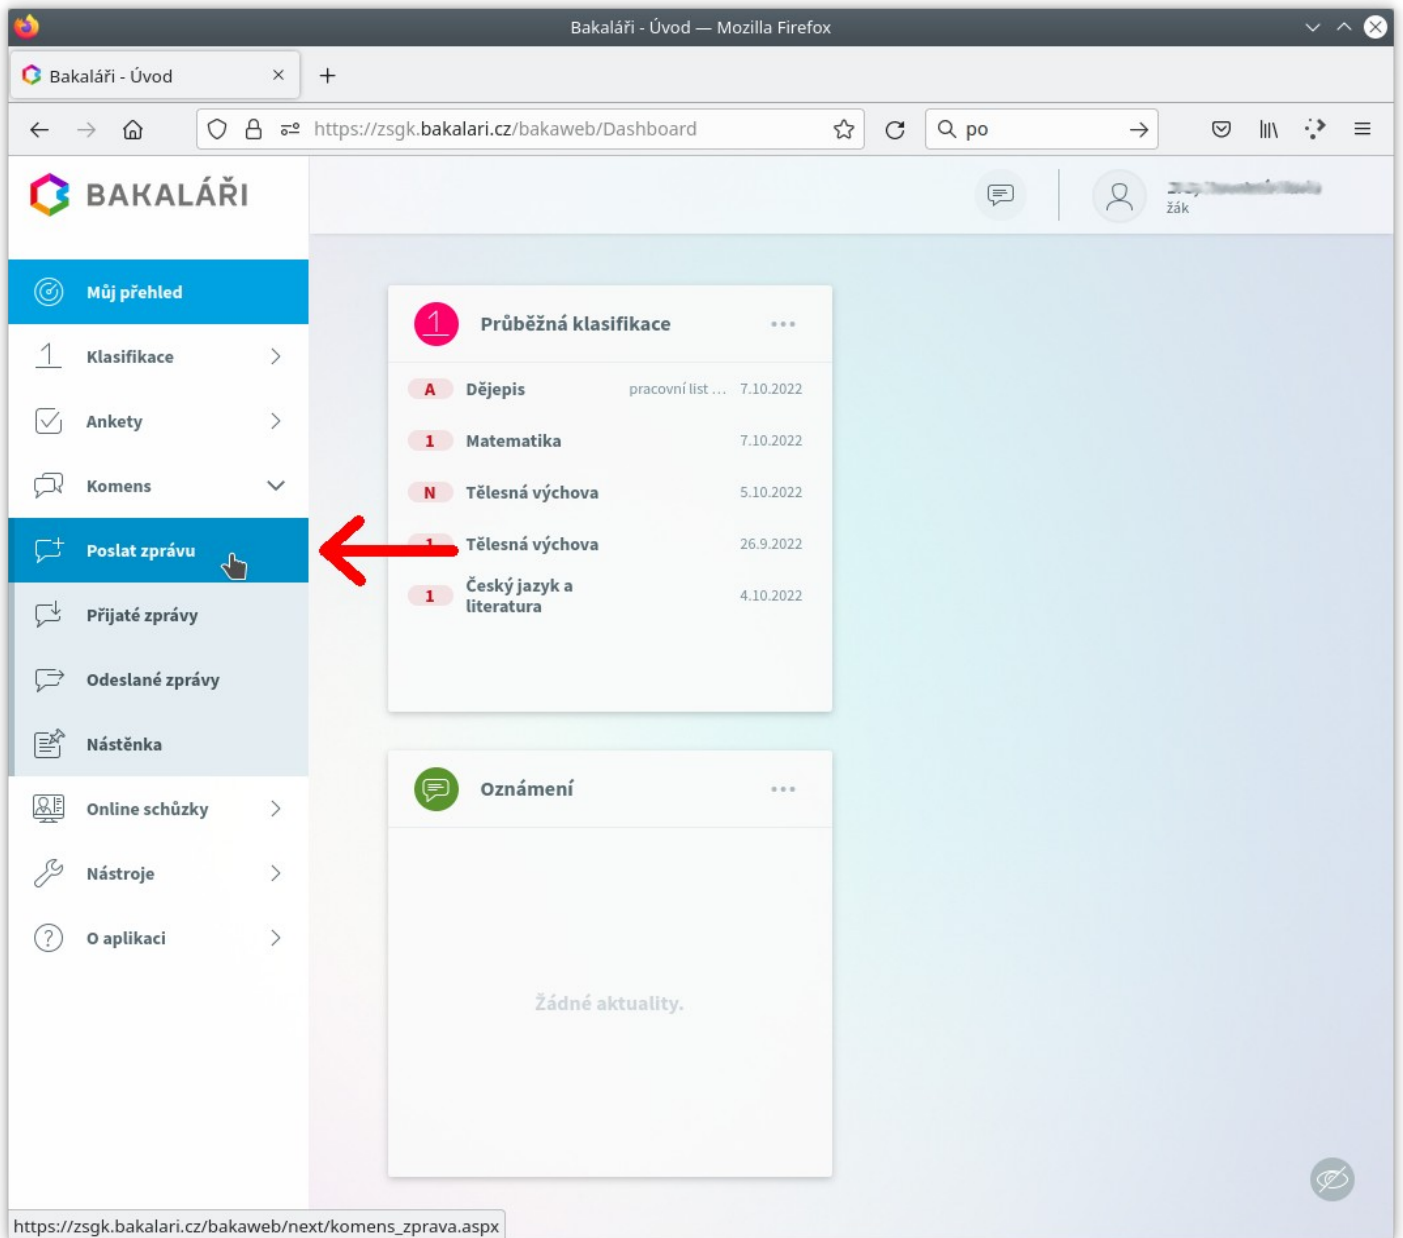 Bakaláři - Úvod — Mozilla Firefox
Bakaláři - Úvod
https://zsgk.bakalari.cz/bakaweb/Dashboard
po
BAKALÁŘI
žák
Můj přehled
Klasifikace
Ankety
Komens
Poslat zprávu
Přijaté zprávy
Odeslané zprávy
Nástěnka
Online schůzky
Nástroje
O aplikaci
1 Průběžná klasifikace
A Dějepis pracovní list ... 7.10.2022
1 Matematika 7.10.2022
N Tělesná výchova 5.10.2022
1 Tělesná výchova 26.9.2022
1 Český jazyk a
literatura 4.10.2022
Oznámení
Žádné aktuality.
https://zsgk.bakalari.cz/bakaweb/next/komens_zprava.aspx